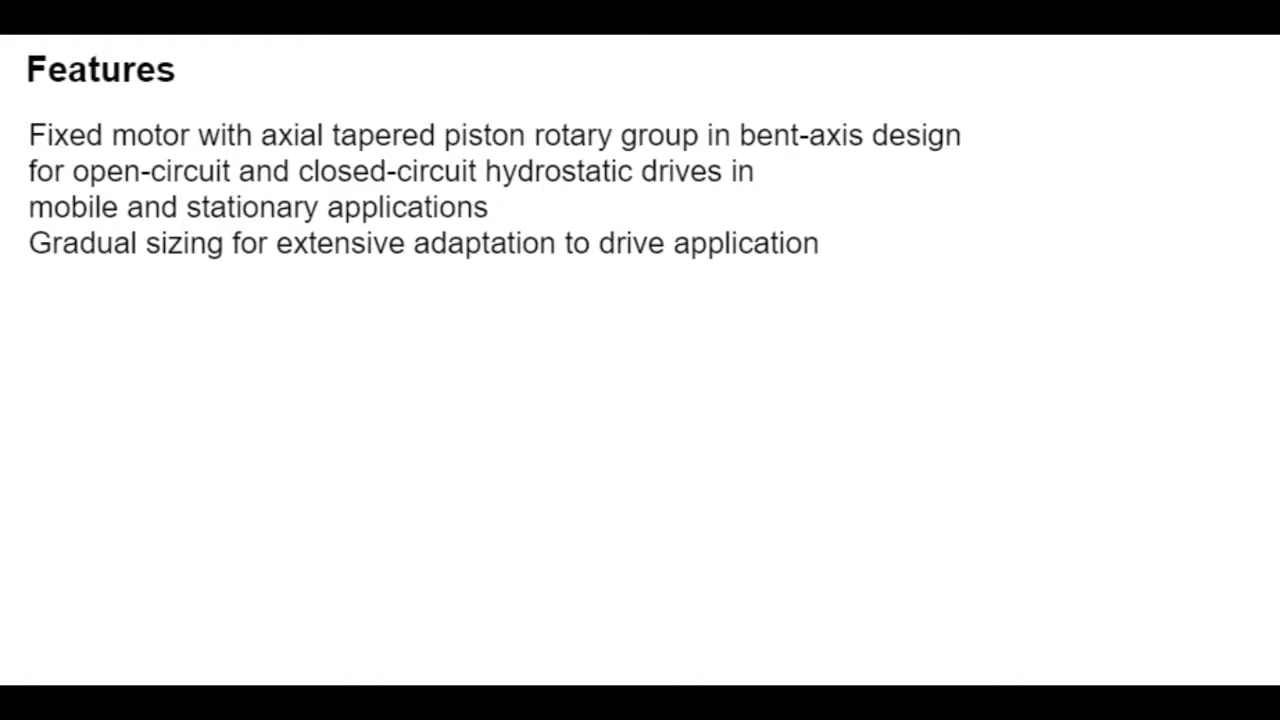 Features
Fixed motor with axial tapered piston rotary group in bent-axis design
for open-circuit and closed-circuit hydrostatic drives in
mobile and stationary applications
Gradual sizing for extensive adaptation to drive application